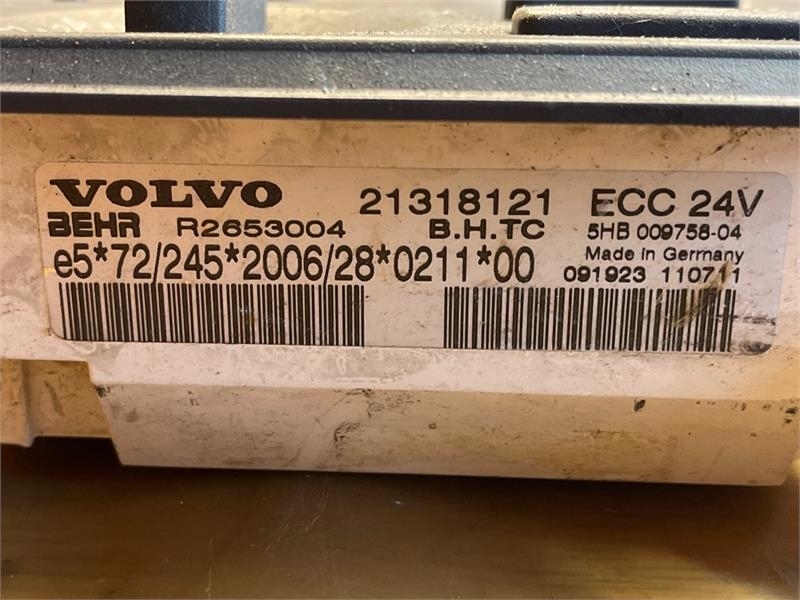 VOLVO 21318121 ECC 24V
BEHR R2653004 B.H.TC 5HB 009758-04
e5*72/245*2006/28*0211*00 Made in Germany
091923 110711